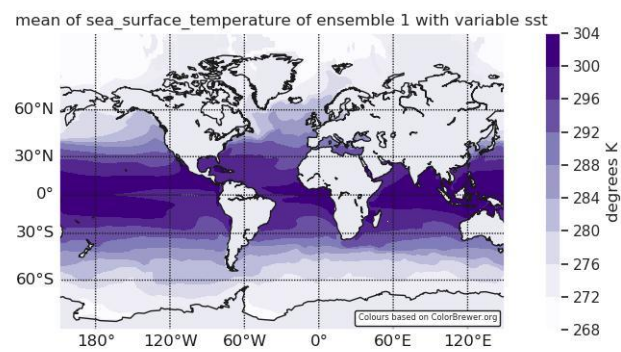 mean of sea_surface_temperature of ensemble 1 with variable sst
60°N
30°N
0°
30°S
60°S
180°
120°W
60°W
0°
60°E
120°E
Colours based on ColorBrewer.org
304
300
296
292
288
284
280
276
272
268
degrees K